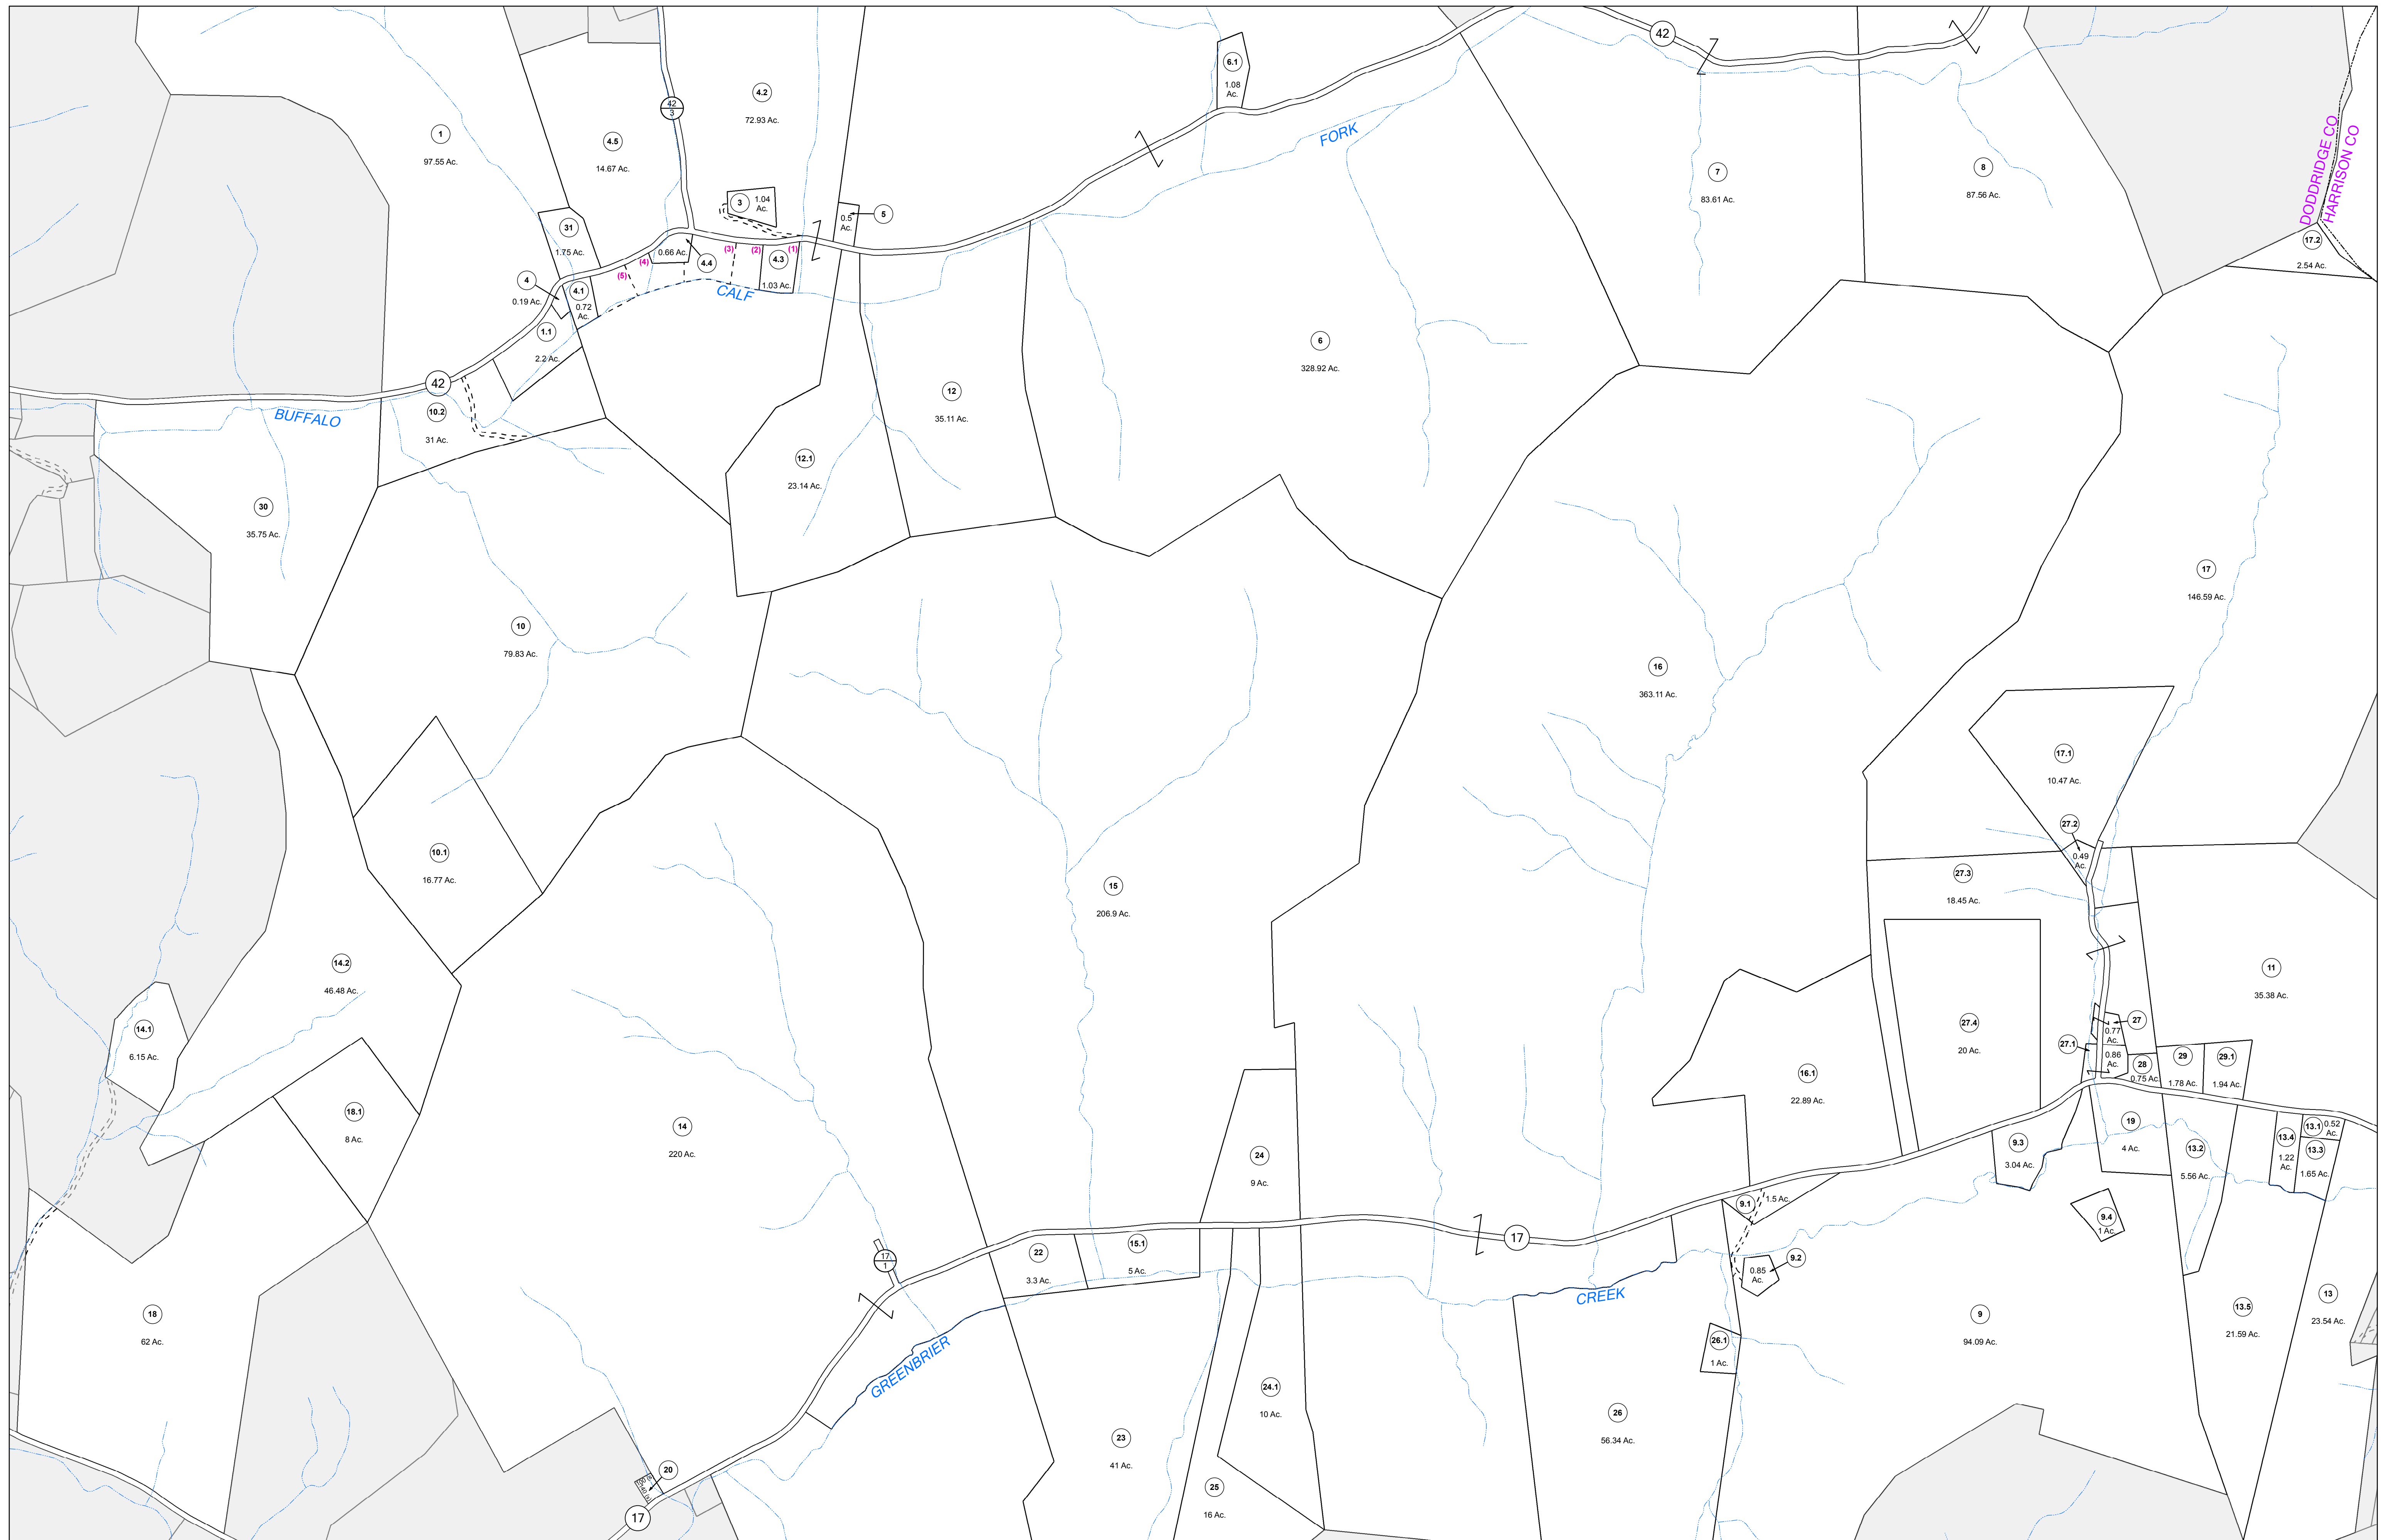 42
6.1
1.08
Ac.
4.2
72.93 Ac.
42
3
1
97.55 Ac.
4.5
14.67 Ac.
FORK
7
83.61 Ac.
8
87.56 Ac.
DODDRIDGE CO
HARRISON CO
17.2
2.54 Ac.
3
1.04
Ac.
0.5
Ac.
5
31
1.75 Ac.
0.66 Ac.
4.4
(5)
(4)
(3)
(2)
(1)
4.3
1.03 Ac.
4
0.19 Ac.
4.1
0.72
Ac.
CALF
1.1
2.2 Ac.
6
328.92 Ac.
42
BUFFALO
10.2
31 Ac.
12
35.11 Ac.
12.1
23.14 Ac.
30
35.75 Ac.
17
146.59 Ac.
10
79.83 Ac.
16
363.11 Ac.
17.1
10.47 Ac.
27.2
0.49
Ac.
10.1
16.77 Ac.
15
206.9 Ac.
27.3
18.45 Ac.
14.2
46.48 Ac.
11
35.38 Ac.
14.1
6.15 Ac.
27.4
20 Ac.
27
0.77
Ac.
27.1
0.86
Ac.
28
0.75 Ac.
29
1.78 Ac.
29.1
1.94 Ac.
16.1
22.89 Ac.
18.1
8 Ac.
14
220 Ac.
24
9 Ac.
9.3
3.04 Ac.
19
4 Ac.
13.2
5.56 Ac.
13.4
1.22
Ac.
13.1
0.52
Ac.
13.3
1.65 Ac.
9.1
1.5 Ac.
9.4
1 Ac.
17
1
22
3.3 Ac.
15.1
5 Ac.
17
9.2
0.85
Ac.
CREEK
18
62 Ac.
GREENBRIER
26.1
1 Ac.
9
94.09 Ac.
13.5
21.59 Ac.
13
23.54 Ac.
24.1
10 Ac.
26
56.34 Ac.
23
41 Ac.
20
25
16 Ac.
17